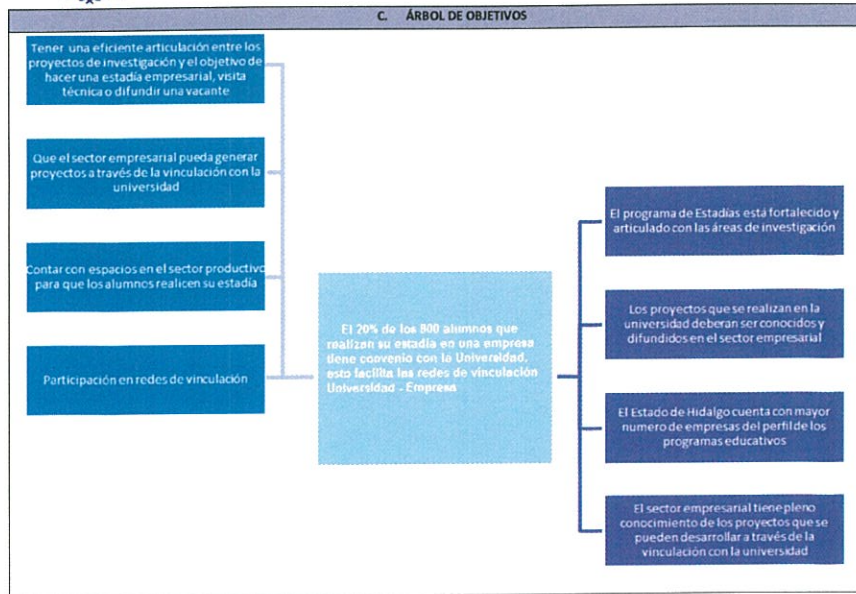 C. ÁRBOL DE OBJETIVOS
Tener una eficiente articulación entre los
proyectos de investigación y el objetivo de
hacer una estadía empresarial, visita
técnica o difundir una vacante
Que el sector empresarial pueda generar
proyectos a través de la vinculación con la
universidad
Contar con espacios en el sector productivo
para que los alumnos realicen su estadía
Participación en redes de vinculación
El 20% de los 800 alumnos que
realizan su estadía en una empresa
tiene convenio con la Universidad,
esto facilita las redes de vinculación
Universidad - Empresa
El programa de Estadías está fortalecido y
articulado con las áreas de investigación
Los proyectos que se realizan en la
universidad deberan ser conocidos y
difundidos en el sector empresarial
El Estado de Hidalgo cuenta con mayor
numero de empresas del perfil de los
programas educativos
El sector empresarial tiene pleno
conocimiento de los proyectos que se
pueden desarrollar a través de la
vinculación con la universidad